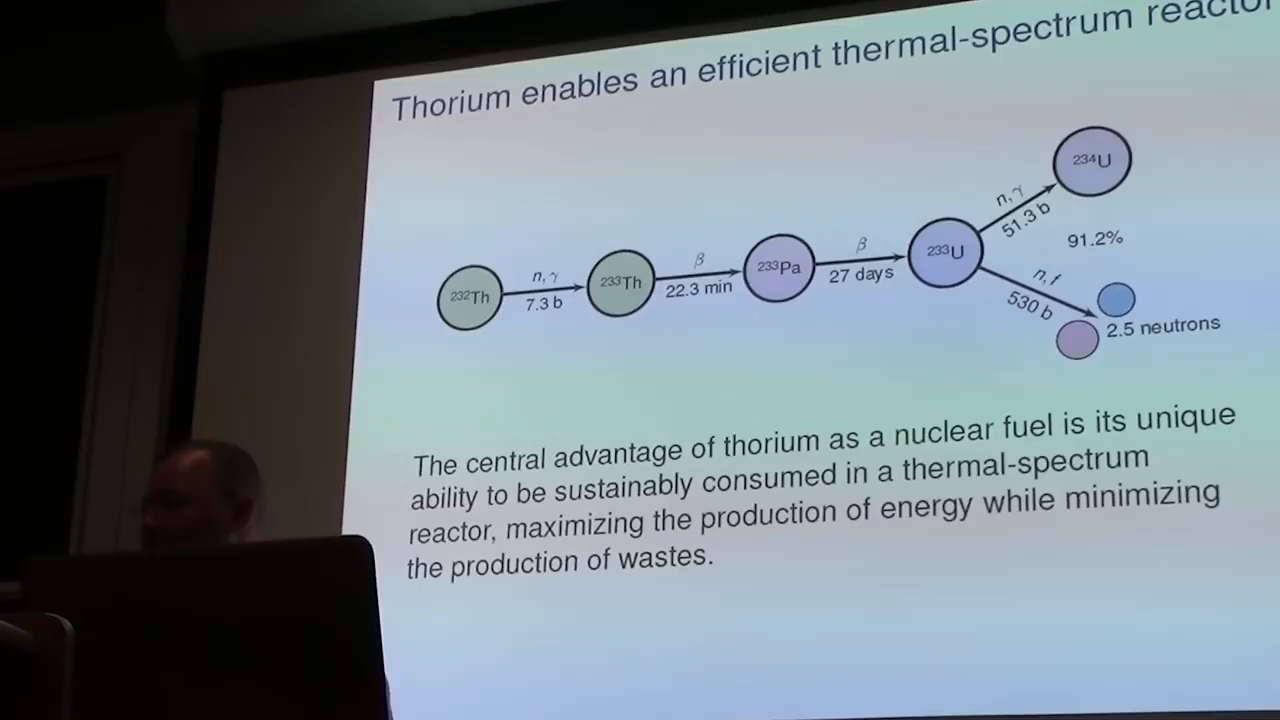 Thorium enables an efficient thermal-spectrum reactor
²³²Th
n, γ
7.3 b
²³³Th
β
22.3 min
²³³Pa
β
27 days
²³³U
n, γ
51.3 b
²³⁴U
91.2%
n, f
530 b
2.5 neutrons
The central advantage of thorium as a nuclear fuel is its unique
ability to be sustainably consumed in a thermal-spectrum
reactor, maximizing the production of energy while minimizing
the production of wastes.